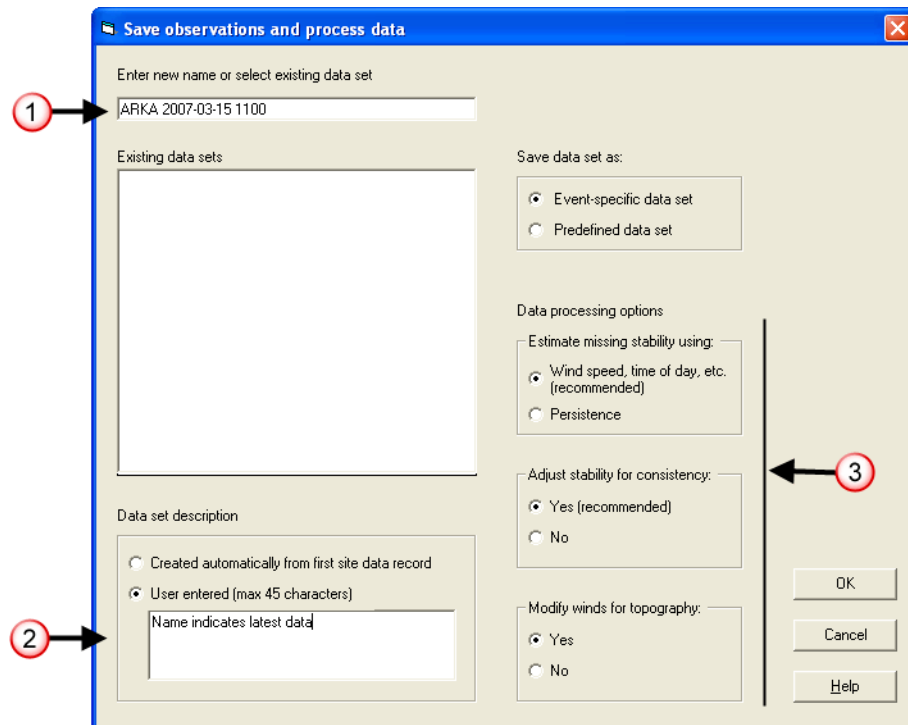 Save observations and process data
Enter new name or select existing data set
1
ARKA 2007-03-15 1100
Existing data sets
Save data set as:
Event-specific data set
Predefined data set
Data processing options
Estimate missing stability using:
Wind speed, time of day, etc.
(recommended)
Persistence
3
Adjust stability for consistency:
Yes (recommended)
No
Data set description
Created automatically from first site data record
User entered (max 45 characters)
2
Name indicates latest data
Modify winds for topography:
Yes
No
OK
Cancel
Help